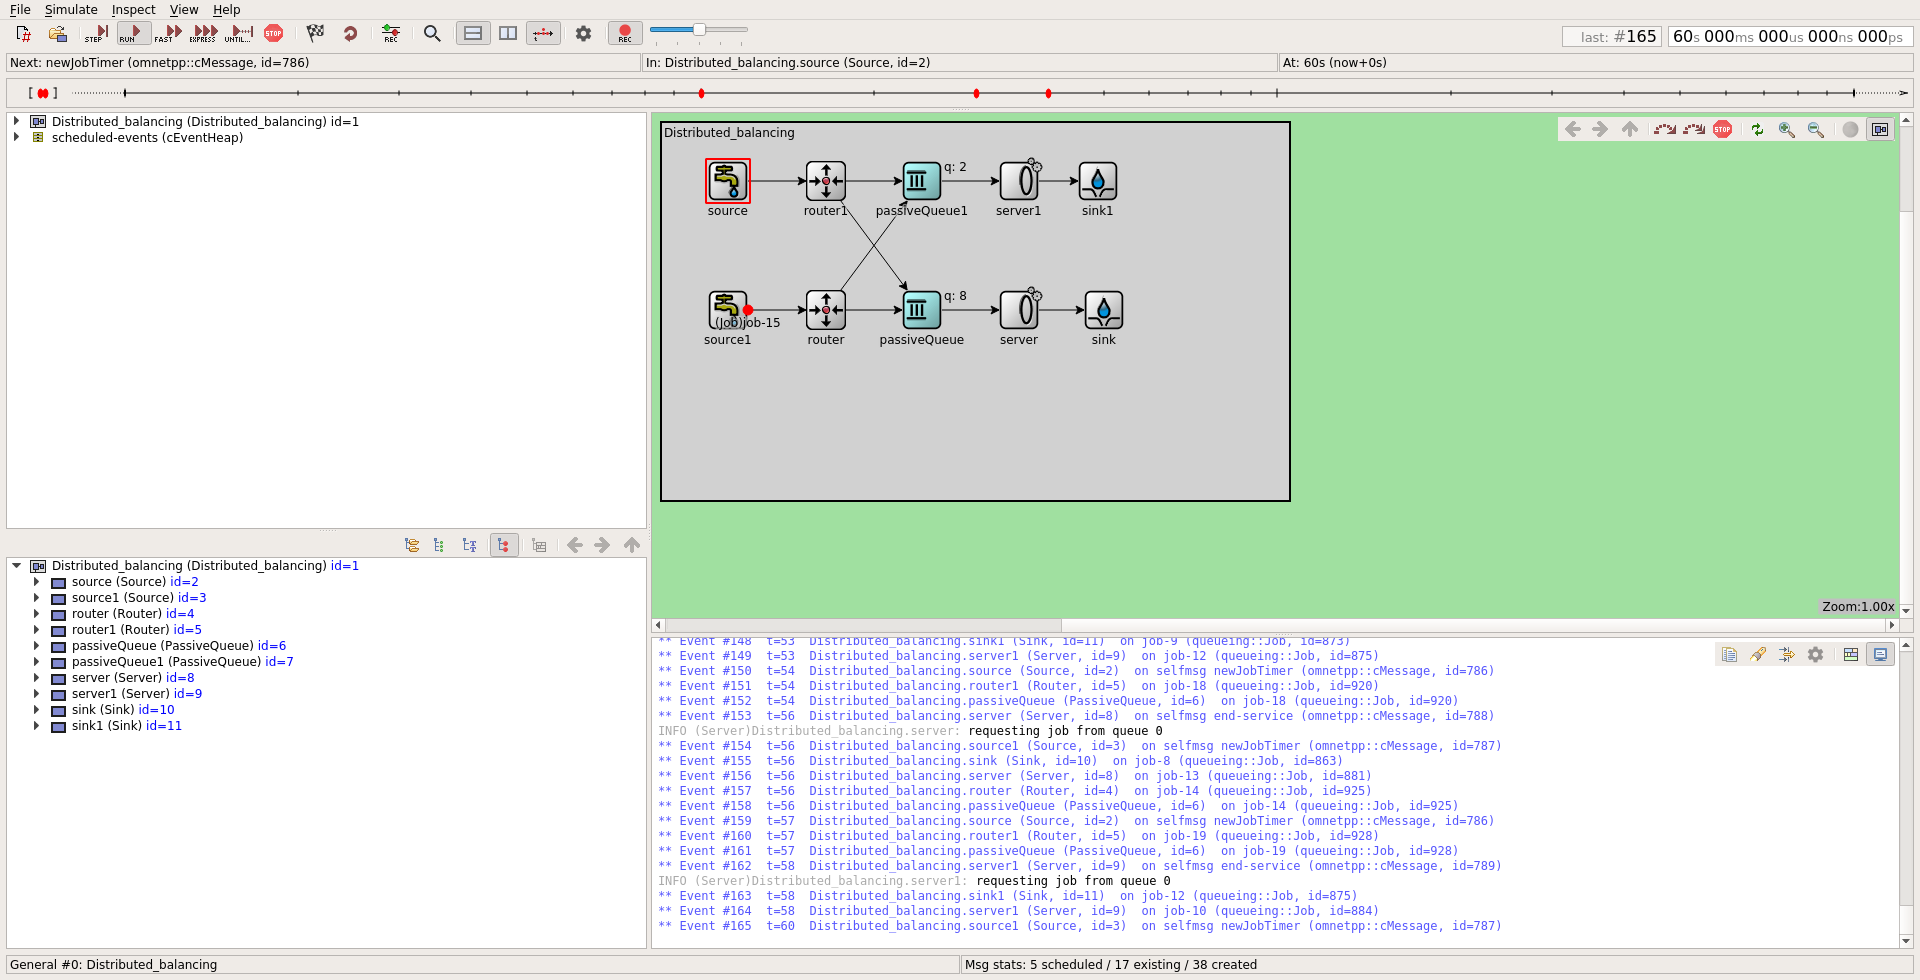 File Simulate Inspect View Help
STEP RUN FAST EXPRESS UNTIL... STOP REC REC
last: #165 60s 000ms 000us 000ns 000ps
Next: newJobTimer (omnetpp::cMessage, id=786) In: Distributed_balancing.source (Source, id=2) At: 60s (now+0s)
[ ]
Distributed_balancing (Distributed_balancing) id=1
scheduled-events (cEventHeap)
Distributed_balancing
STOP
q: 2
source router1 passiveQueue1 server1 sink1
q: 8
(Job)job-15
source1 router passiveQueue server sink
Zoom:1.00x
Distributed_balancing (Distributed_balancing) id=1
source (Source) id=2
source1 (Source) id=3
router (Router) id=4
router1 (Router) id=5
passiveQueue (PassiveQueue) id=6
passiveQueue1 (PassiveQueue) id=7
server (Server) id=8
server1 (Server) id=9
sink (Sink) id=10
sink1 (Sink) id=11
** Event #148 t=53 Distributed_balancing.sink1 (Sink, id=11) on job-9 (queueing::Job, id=873)
** Event #149 t=53 Distributed_balancing.server1 (Server, id=9) on job-12 (queueing::Job, id=875)
** Event #150 t=54 Distributed_balancing.source (Source, id=2) on selfmsg newJobTimer (omnetpp::cMessage, id=786)
** Event #151 t=54 Distributed_balancing.router1 (Router, id=5) on job-18 (queueing::Job, id=920)
** Event #152 t=54 Distributed_balancing.passiveQueue (PassiveQueue, id=6) on job-18 (queueing::Job, id=920)
** Event #153 t=56 Distributed_balancing.server (Server, id=8) on selfmsg end-service (omnetpp::cMessage, id=788)
INFO (Server)Distributed_balancing.server: requesting job from queue 0
** Event #154 t=56 Distributed_balancing.source1 (Source, id=3) on selfmsg newJobTimer (omnetpp::cMessage, id=787)
** Event #155 t=56 Distributed_balancing.sink (Sink, id=10) on job-8 (queueing::Job, id=863)
** Event #156 t=56 Distributed_balancing.server (Server, id=8) on job-13 (queueing::Job, id=881)
** Event #157 t=56 Distributed_balancing.router (Router, id=4) on job-14 (queueing::Job, id=925)
** Event #158 t=56 Distributed_balancing.passiveQueue (PassiveQueue, id=6) on job-14 (queueing::Job, id=925)
** Event #159 t=57 Distributed_balancing.source (Source, id=2) on selfmsg newJobTimer (omnetpp::cMessage, id=786)
** Event #160 t=57 Distributed_balancing.router1 (Router, id=5) on job-19 (queueing::Job, id=928)
** Event #161 t=57 Distributed_balancing.passiveQueue (PassiveQueue, id=6) on job-19 (queueing::Job, id=928)
** Event #162 t=58 Distributed_balancing.server1 (Server, id=9) on selfmsg end-service (omnetpp::cMessage, id=789)
INFO (Server)Distributed_balancing.server1: requesting job from queue 0
** Event #163 t=58 Distributed_balancing.sink1 (Sink, id=11) on job-12 (queueing::Job, id=875)
** Event #164 t=58 Distributed_balancing.server1 (Server, id=9) on job-10 (queueing::Job, id=884)
** Event #165 t=60 Distributed_balancing.source1 (Source, id=3) on selfmsg newJobTimer (omnetpp::cMessage, id=787)
General #0: Distributed_balancing Msg stats: 5 scheduled / 17 existing / 38 created